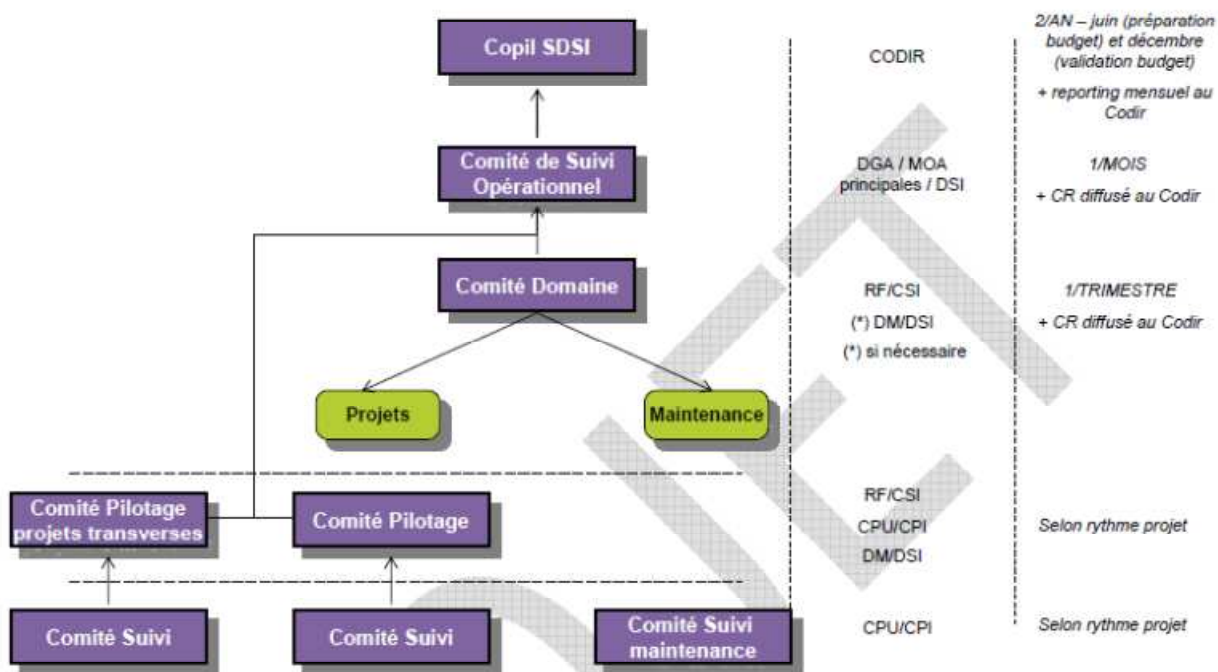 Copil SDSI
CODIR
2/AN – juin (préparation
budget) et décembre
(validation budget)
+ reporting mensuel au
Codir
Comité de Suivi
Opérationnel
DGA / MOA
principales / DSI
1/MOIS
+ CR diffusé au Codir
Comité Domaine
RF/CSI
(*) DM/DSI
(*) si nécessaire
1/TRIMESTRE
+ CR diffusé au Codir
Projets
Maintenance
Comité Pilotage
projets transverses
Comité Pilotage
RF/CSI
CPU/CPI
DM/DSI
Selon rythme projet
Comité Suivi
Comité Suivi
Comité Suivi
maintenance
CPU/CPI
Selon rythme projet